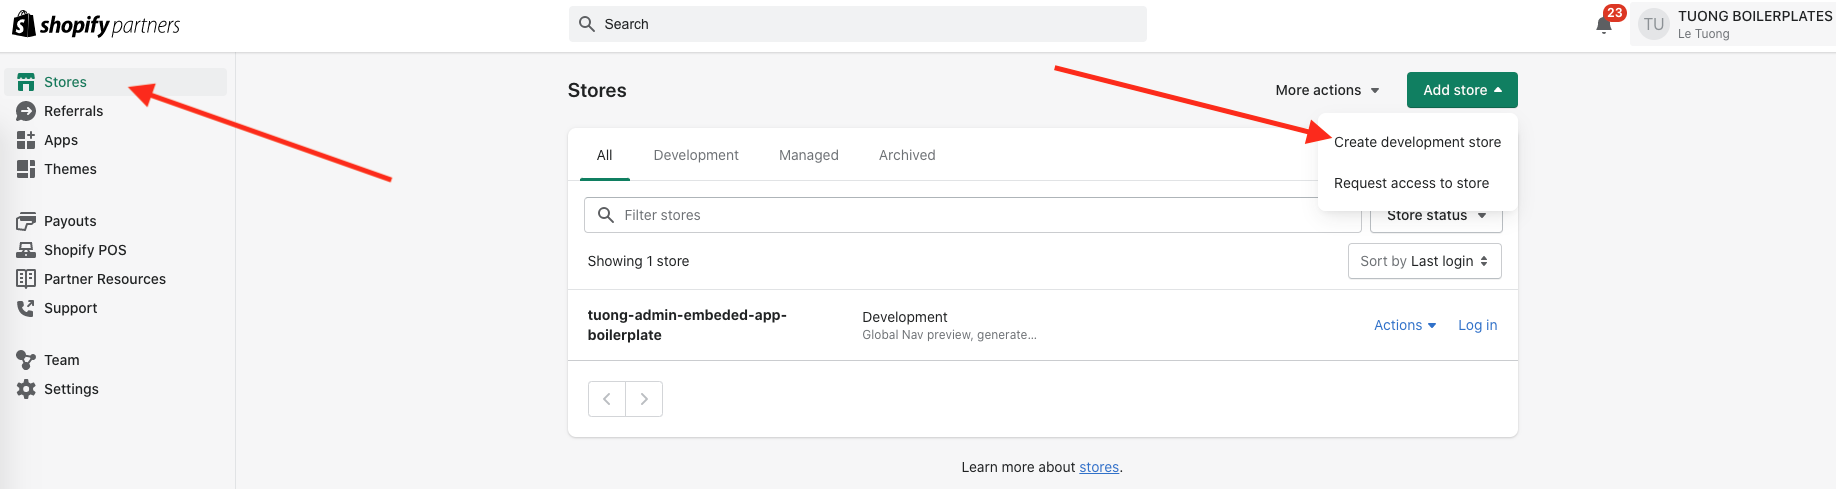 shopify partners
Search
23
TU
TUONG BOILERPLATES
Le Tuong
Stores
Referrals
Apps
Themes
Payouts
Shopify POS
Partner Resources
Support
Team
Settings
Stores
More actions
Add store
Create development store
Request access to store
All
Development
Managed
Archived
Filter stores
Store status
Showing 1 store
Sort by Last login
tuong-admin-embeded-app-
boilerplate
Development
Global Nav preview, generate...
Actions
Log in
Learn more about stores.